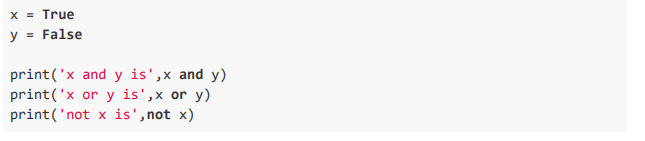 x = True
y = False
print('x and y is',x and y)
print('x or y is',x or y)
print('not x is',not x)